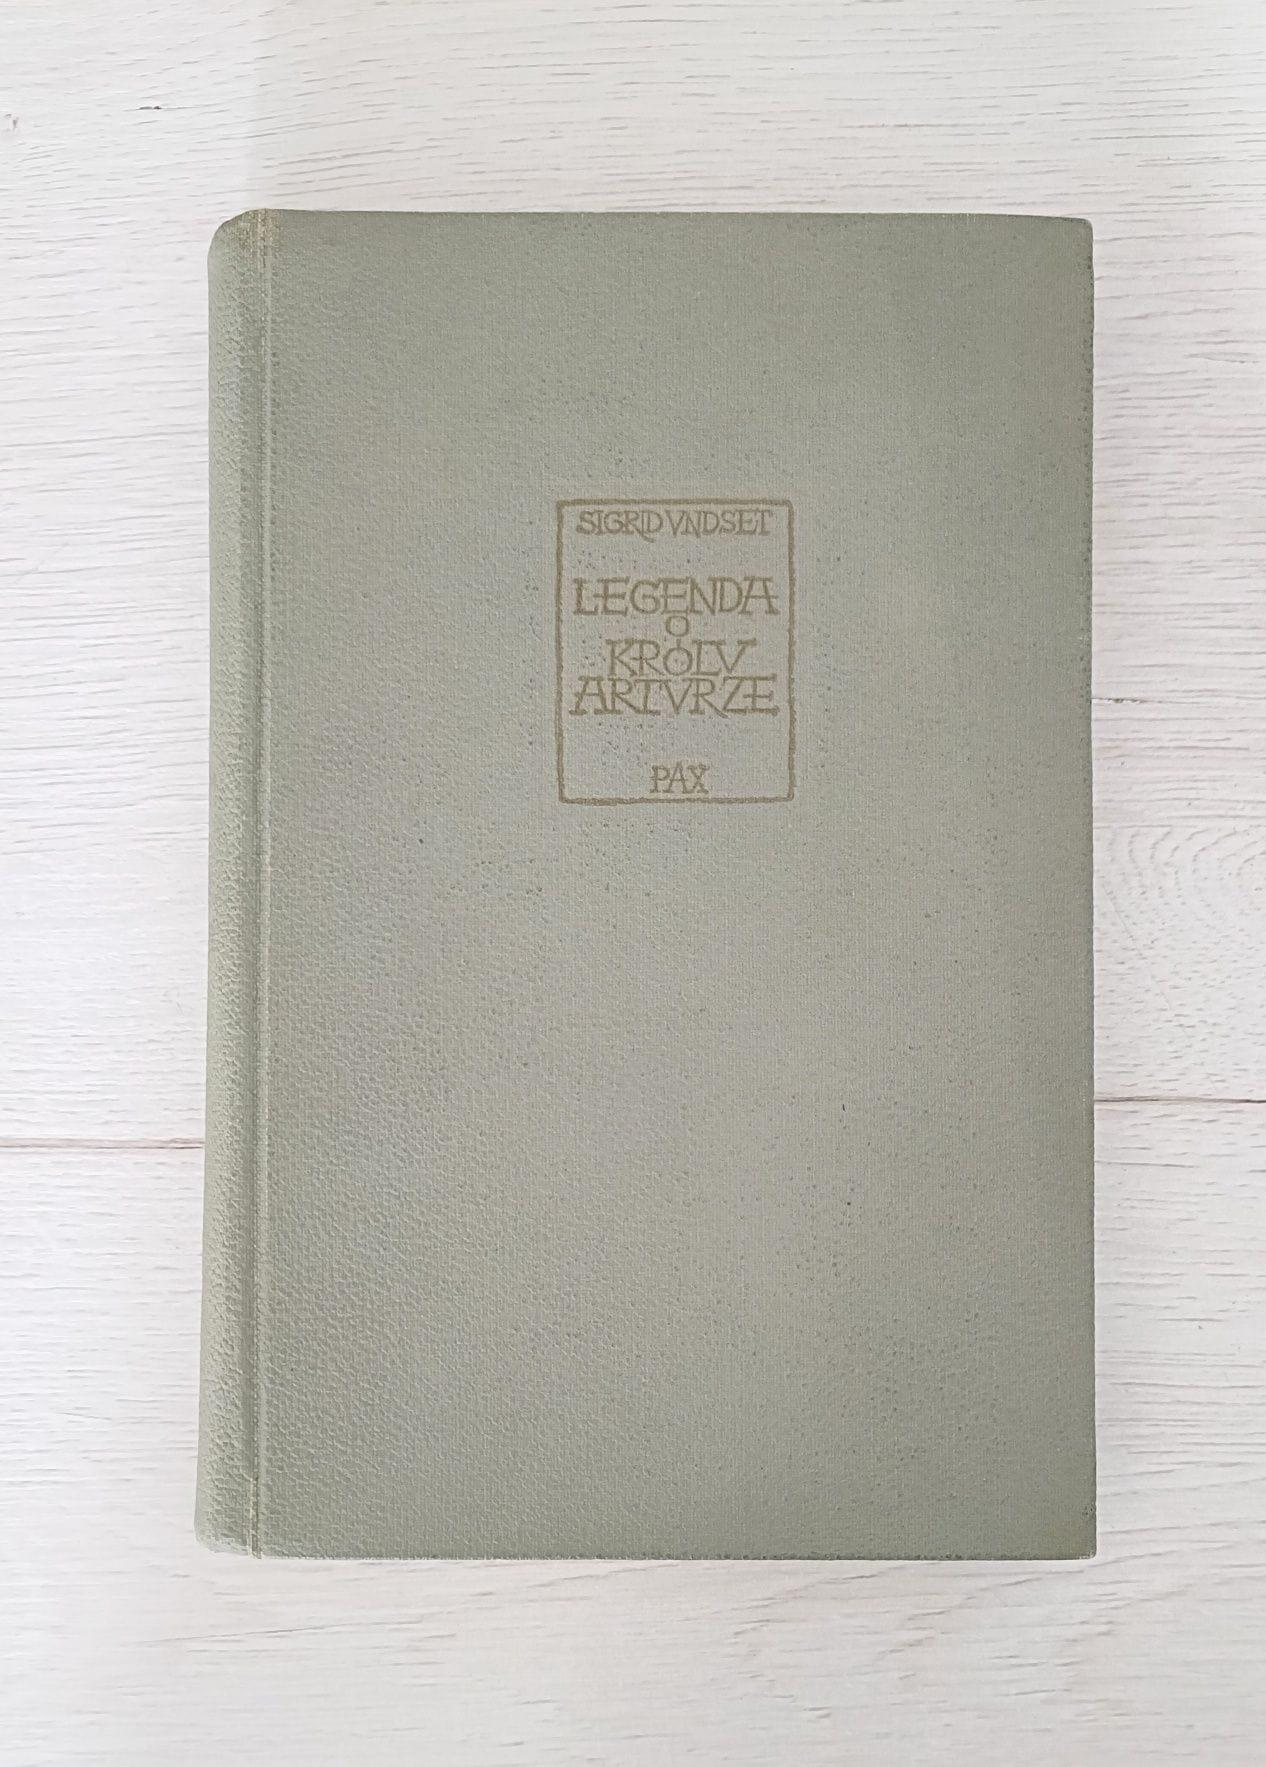 SIGRID VNDSET
LEGENDA
O
KRÓLV
ARTVRZE
PAX